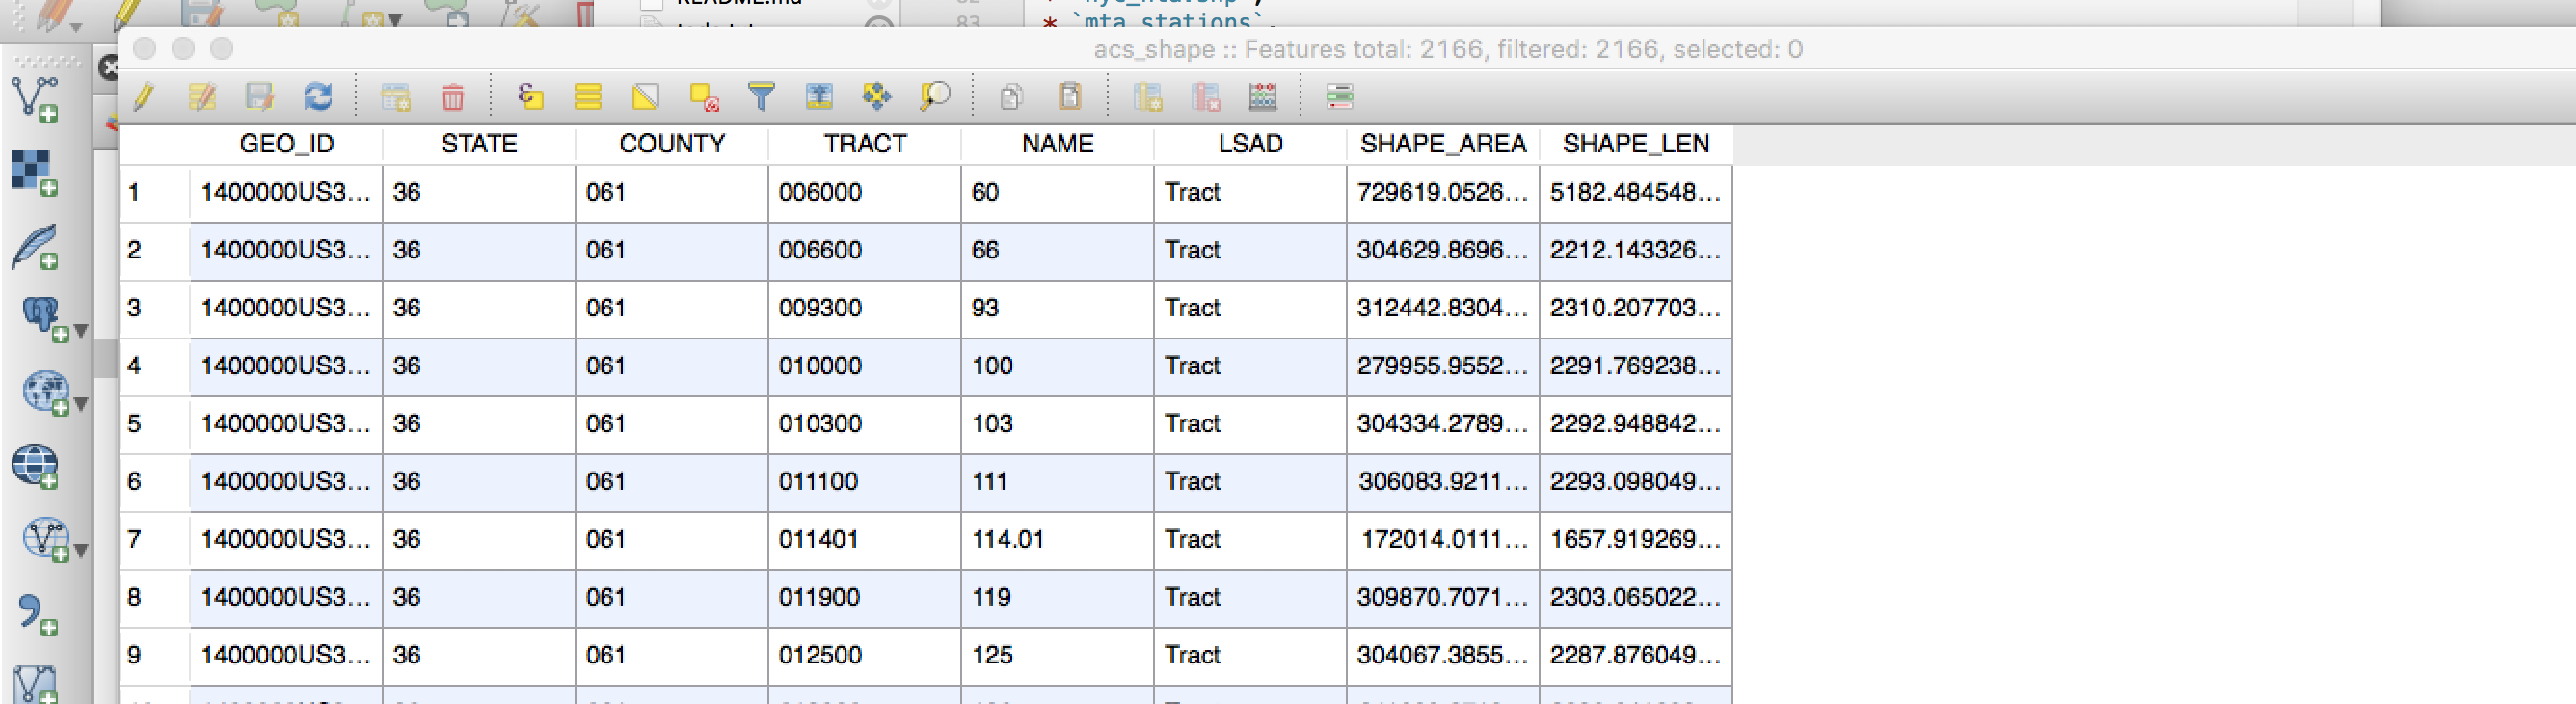 README.md
83
* `mta_stations`,
acs_shape :: Features total: 2166, filtered: 2166, selected: 0
GEO_ID STATE COUNTY TRACT NAME LSAD SHAPE_AREA SHAPE_LEN
1 1400000US3... 36 061 006000 60 Tract 729619.0526... 5182.484548...
2 1400000US3... 36 061 006600 66 Tract 304629.8696... 2212.143326...
3 1400000US3... 36 061 009300 93 Tract 312442.8304... 2310.207703...
4 1400000US3... 36 061 010000 100 Tract 279955.9552... 2291.769238...
5 1400000US3... 36 061 010300 103 Tract 304334.2789... 2292.948842...
6 1400000US3... 36 061 011100 111 Tract 306083.9211... 2293.098049...
7 1400000US3... 36 061 011401 114.01 Tract 172014.0111... 1657.919269...
8 1400000US3... 36 061 011900 119 Tract 309870.7071... 2303.065022...
9 1400000US3... 36 061 012500 125 Tract 304067.3855... 2287.876049...